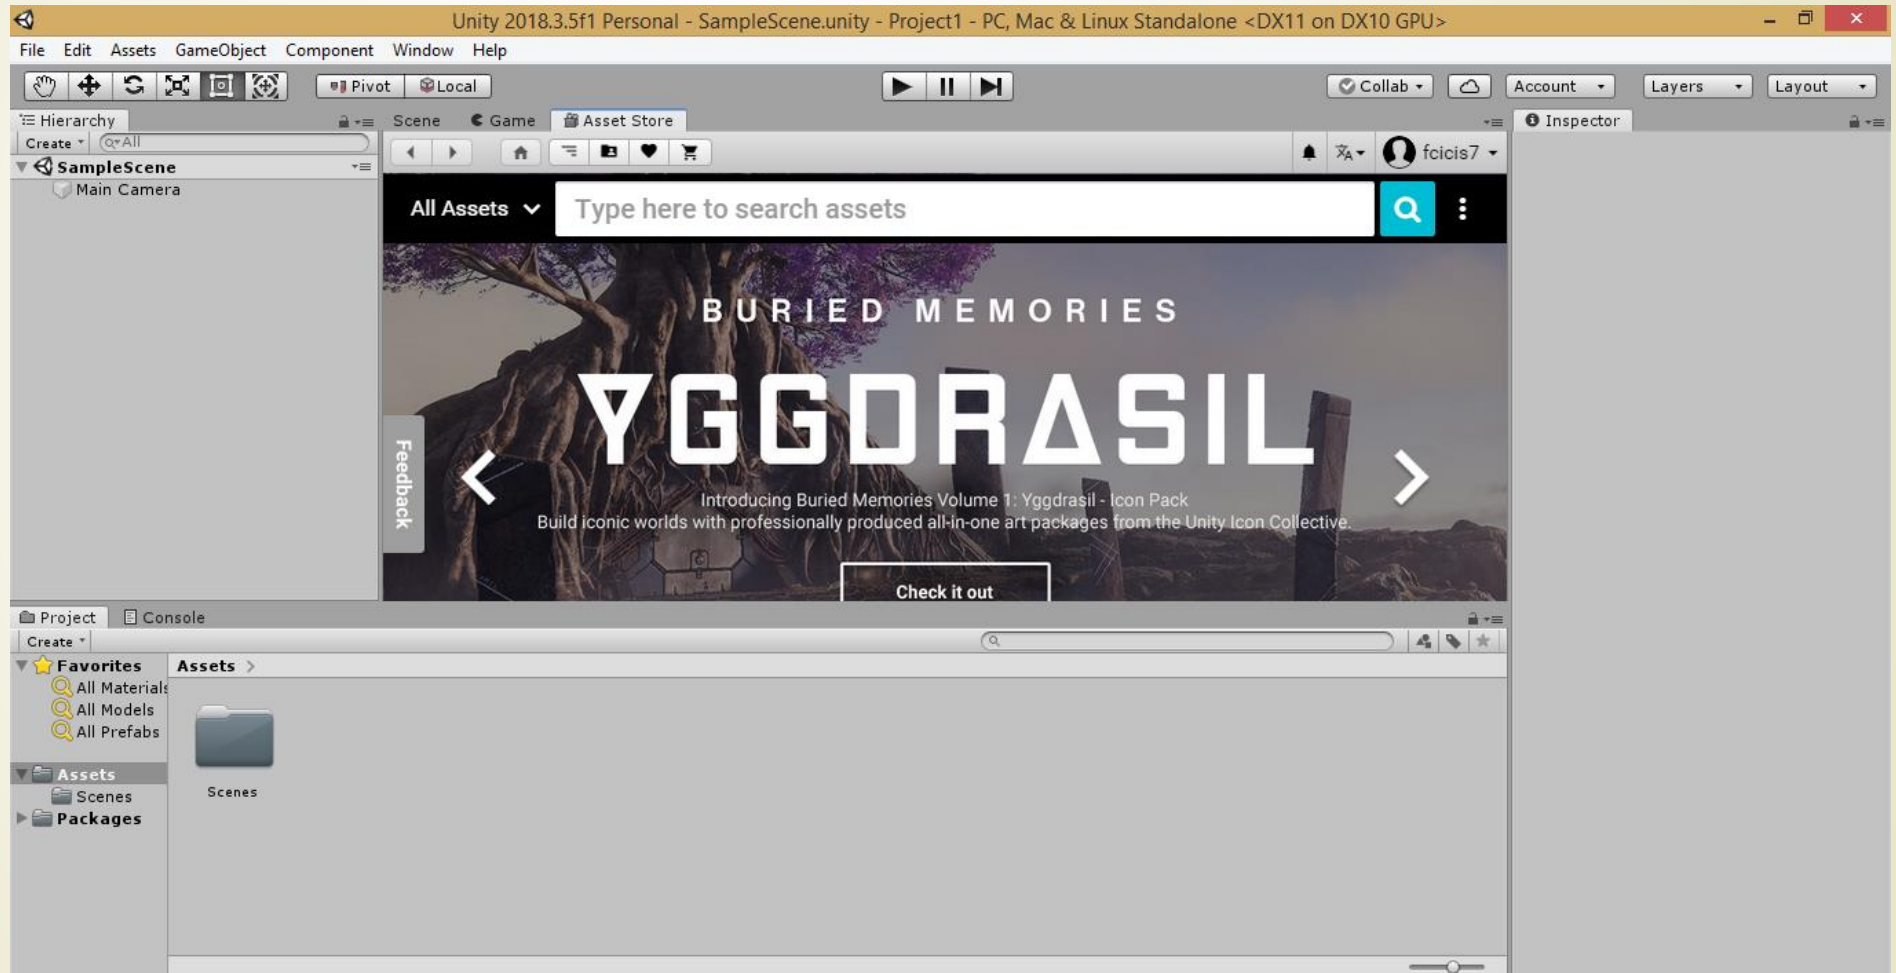 Unity 2018.3.5f1 Personal - SampleScene.unity - Project1 - PC, Mac & Linux Standalone <DX11 on DX10 GPU>
File Edit Assets GameObject Component Window Help
Pivot Local Collab Account Layers Layout
Hierarchy
Create All
SampleScene
Main Camera
Scene Game Asset Store
fcicis7
All Assets Type here to search assets
BURIED MEMORIES
YGGDRASIL
Introducing Buried Memories Volume 1: Yggdrasil - Icon Pack
Build iconic worlds with professionally produced all-in-one art packages from the Unity Icon Collective.
Check it out
Feedback
Inspector
Project Console
Create
Favorites
All Materials
All Models
All Prefabs
Assets
Scenes
Packages
Assets >
Scenes